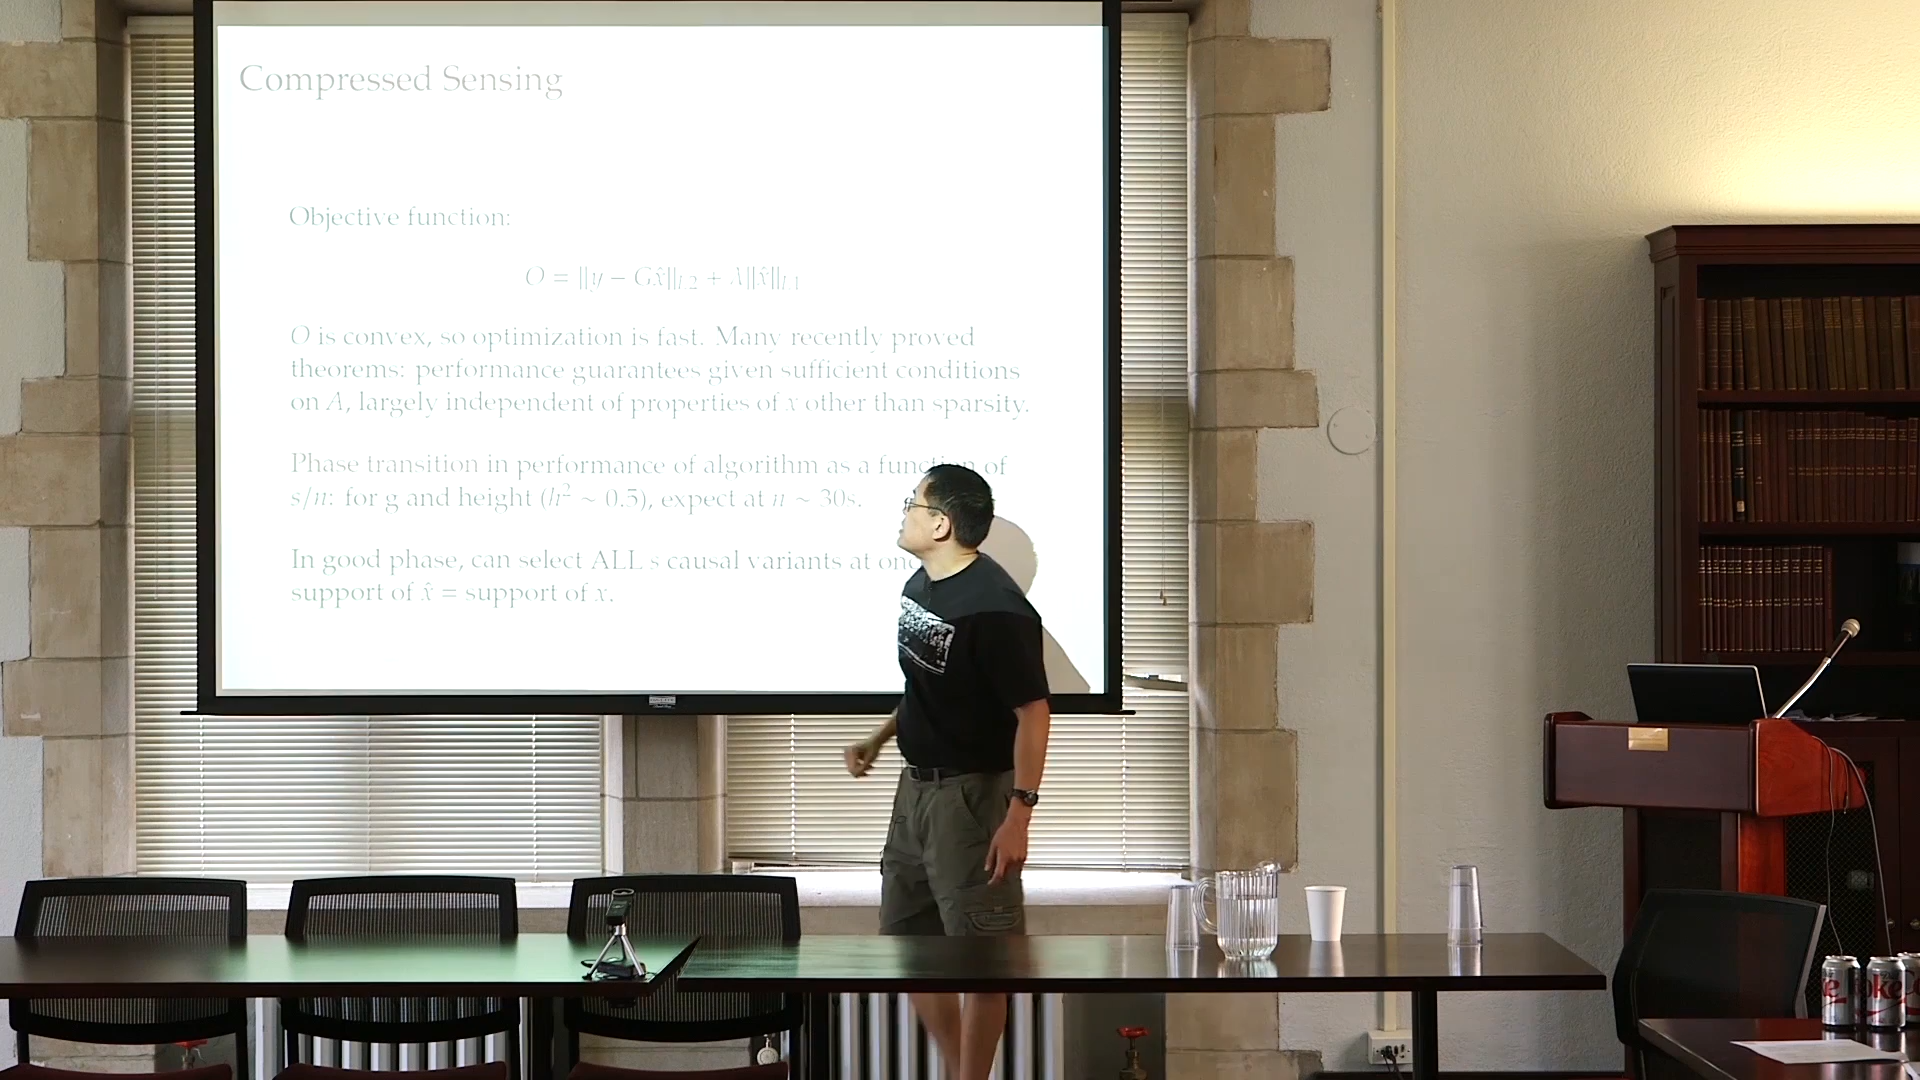 Compressed Sensing
Objective function:
O = ||y − Gx̂||L2 + λ||x̂||L1
O is convex, so optimization is fast. Many recently proved
theorems: performance guarantees given sufficient conditions
on A, largely independent of properties of x other than sparsity.
Phase transition in performance of algorithm as a function of
s/n: for g and height (h² ~ 0.5), expect at n ~ 30s.
In good phase, can select ALL s causal variants at
support of x̂ = support of x.
oke